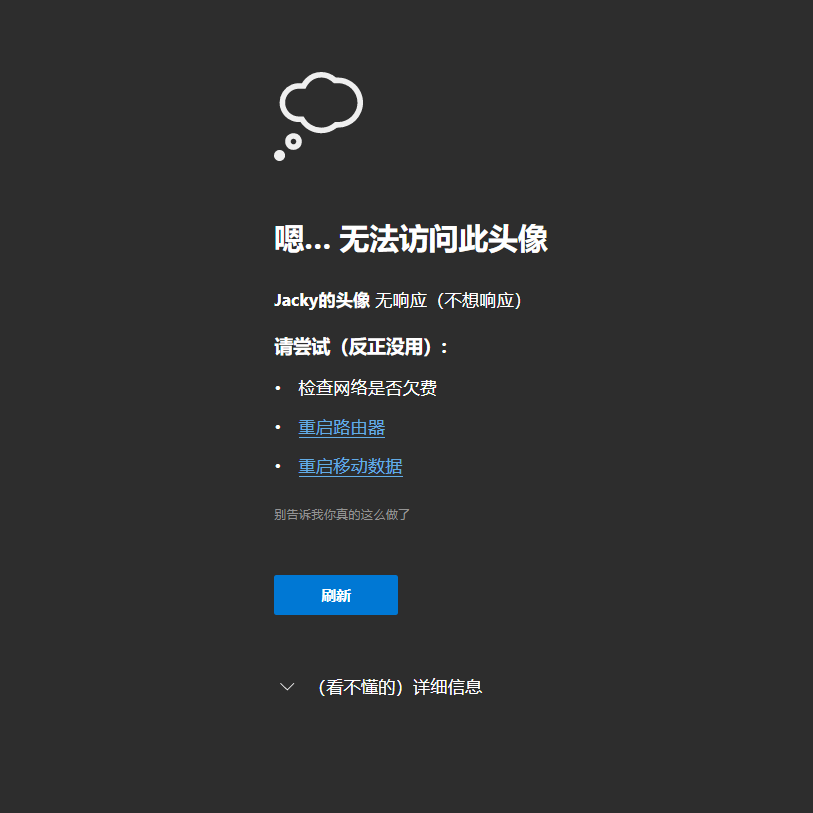 嗯... 无法访问此头像
Jacky的头像 无响应（不想响应）
请尝试（反正没用）:
• 检查网络是否欠费
• 重启路由器
• 重启移动数据
别告诉我你真的这么做了
刷新
（看不懂的）详细信息